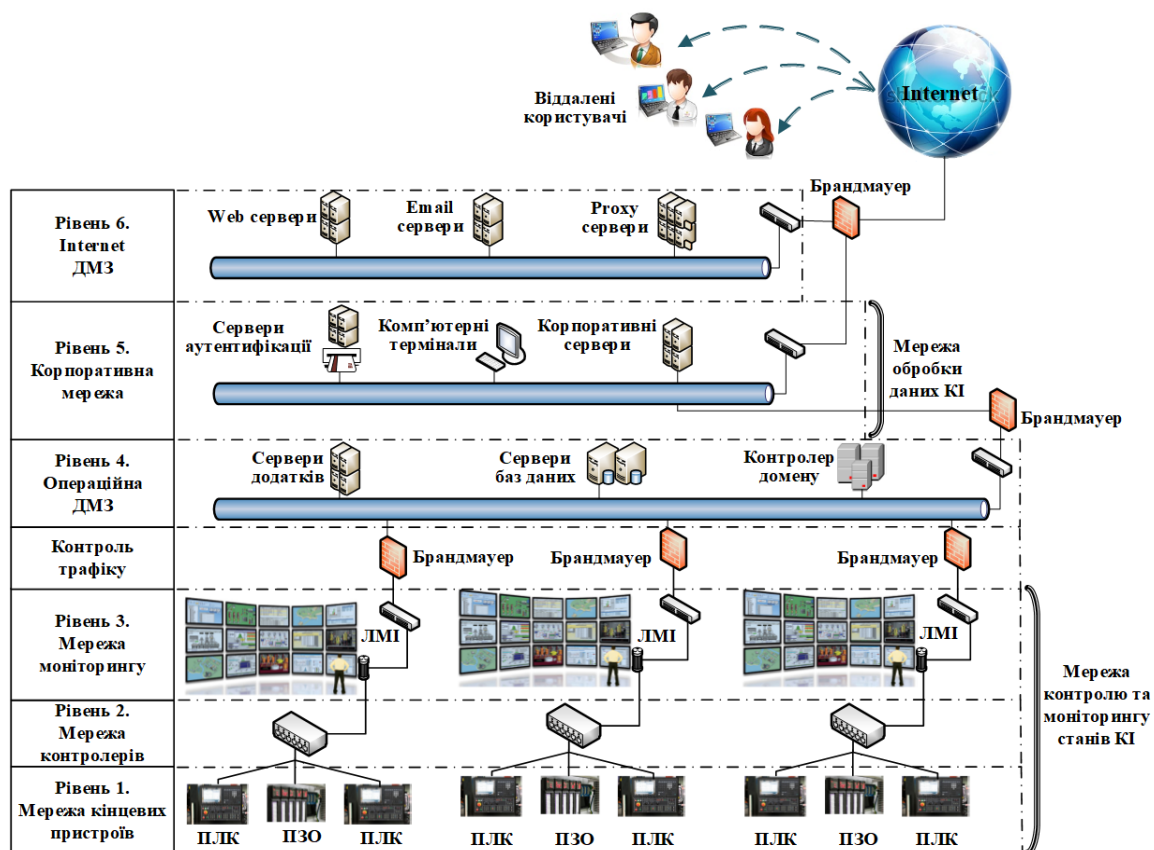 Internet
Віддалені
користувачі
Брандмауер
Рівень 6.
Internet
ДМЗ
Web сервери
Email
сервери
Proxy
сервери
Рівень 5.
Корпоративна
мережа
Сервери
аутентифікації
Комп’ютерні
термінали
Корпоративні
сервери
Мережа
обробки
даних КІ
Брандмауер
Рівень 4.
Операційна
ДМЗ
Сервери
додатків
Сервери
баз даних
Контролер
домену
Контроль
трафіку
Брандмауер
Брандмауер
Брандмауер
Рівень 3.
Мережа
моніторингу
ЛМІ
ЛМІ
ЛМІ
Мережа
контролю та
моніторингу
станів КІ
Рівень 2.
Мережа
контролерів
Рівень 1.
Мережа кінцевих
пристроїв
ПЛК
ПЗО
ПЛК
ПЛК
ПЗО
ПЛК
ПЛК
ПЗО
ПЛК